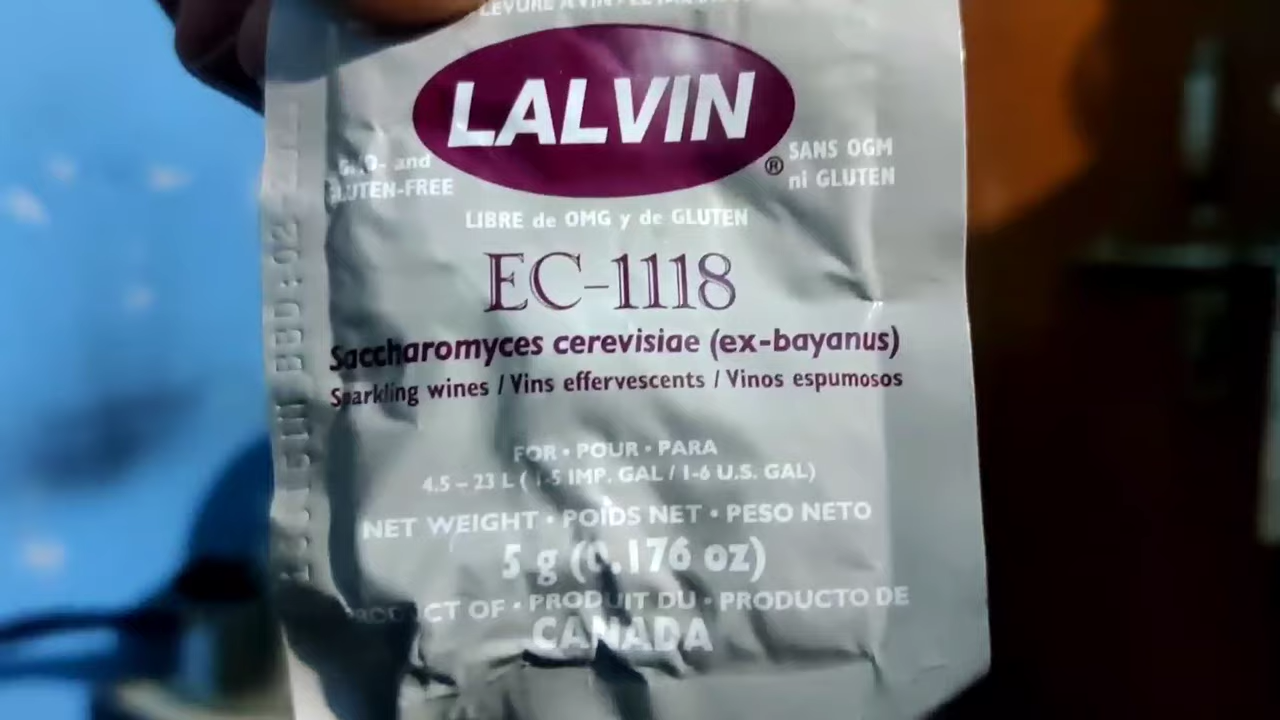 LEVURE À VIN
LALVIN
®
GMO- and
GLUTEN-FREE
SANS OGM
ni GLUTEN
LIBRE de OMG y de GLUTEN
EC-1118
Saccharomyces cerevisiae (ex-bayanus)
Sparkling wines / Vins effervescents / Vinos espumosos
FOR • POUR • PARA
4.5 – 23 L ( 1-5 IMP. GAL / 1-6 U.S. GAL)
NET WEIGHT • POIDS NET • PESO NETO
5 g (0.176 oz)
PRODUCT OF • PRODUIT DU • PRODUCTO DE
CANADA